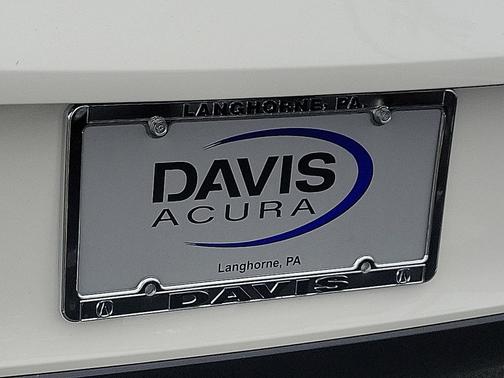 LANGHORNE, PA.
DAVIS
ACURA
Langhorne, PA
DAVIS